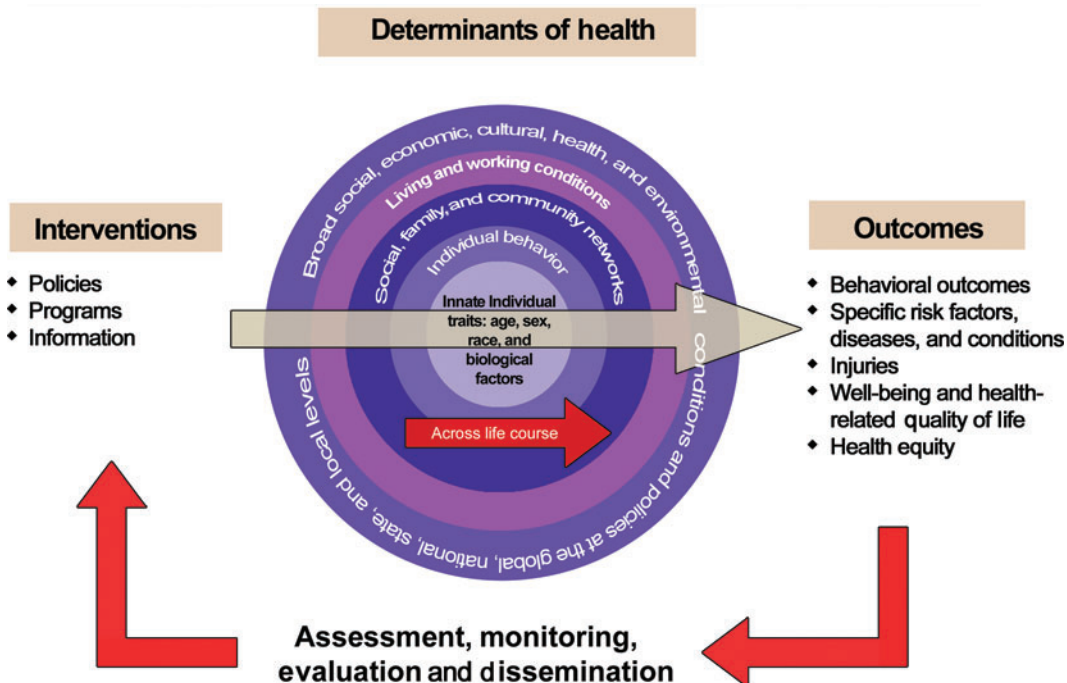 Determinants of health
Interventions
◆ Policies
◆ Programs
◆ Information
Broad social, economic, cultural, health, and environmental conditions and policies at the global, national, state, and local levels
Living and working conditions
Social, family, and community networks
Individual behavior
Innate Individual
traits: age, sex,
race, and
biological
factors
Across life course
Outcomes
◆ Behavioral outcomes
◆ Specific risk factors,
diseases, and conditions
◆ Injuries
◆ Well-being and health-
related quality of life
◆ Health equity
Assessment, monitoring,
evaluation and dissemination